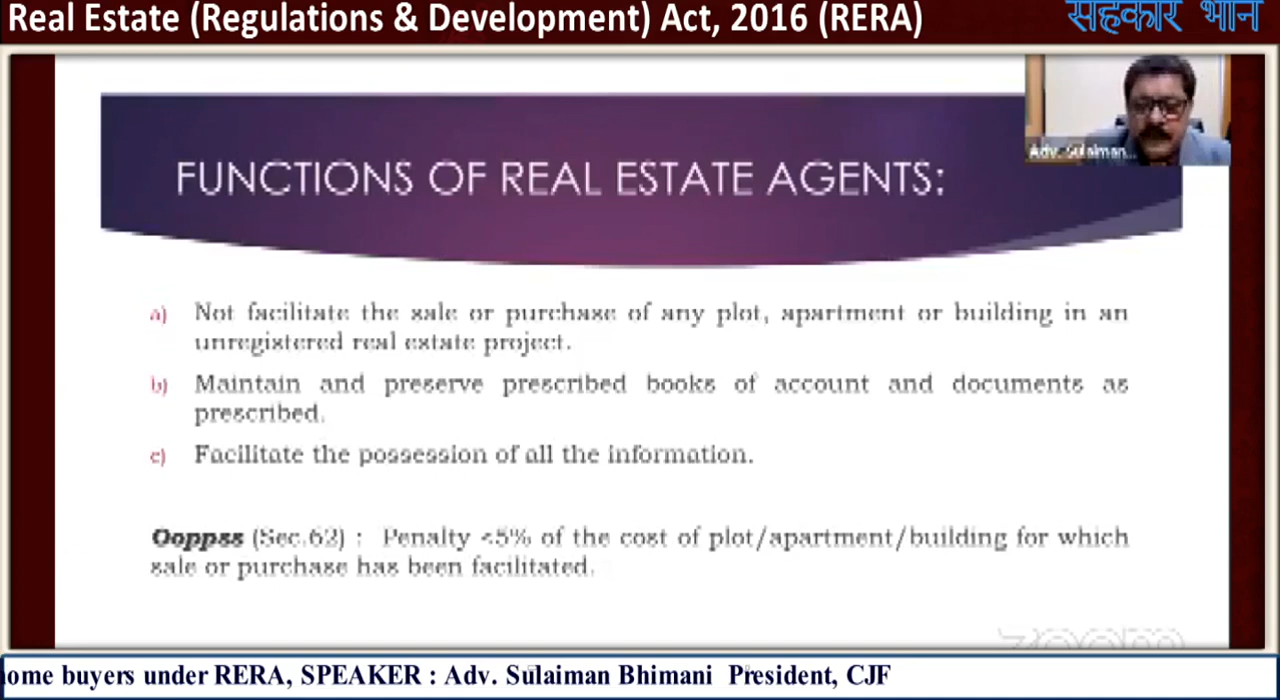 Real Estate (Regulations & Development) Act, 2016 (RERA)
सहकार भान
Adv. Sulaiman...
FUNCTIONS OF REAL ESTATE AGENTS:
a) Not facilitate the sale or purchase of any plot, apartment or building in an
unregistered real estate project.
b) Maintain and preserve prescribed books of account and documents as
prescribed.
c) Facilitate the possession of all the information.
Ooppss (Sec.62) : Penalty <5% of the cost of plot/apartment/building for which
sale or purchase has been facilitated.
zoom
home buyers under RERA, SPEAKER : Adv. Sulaiman Bhimani President, CJF